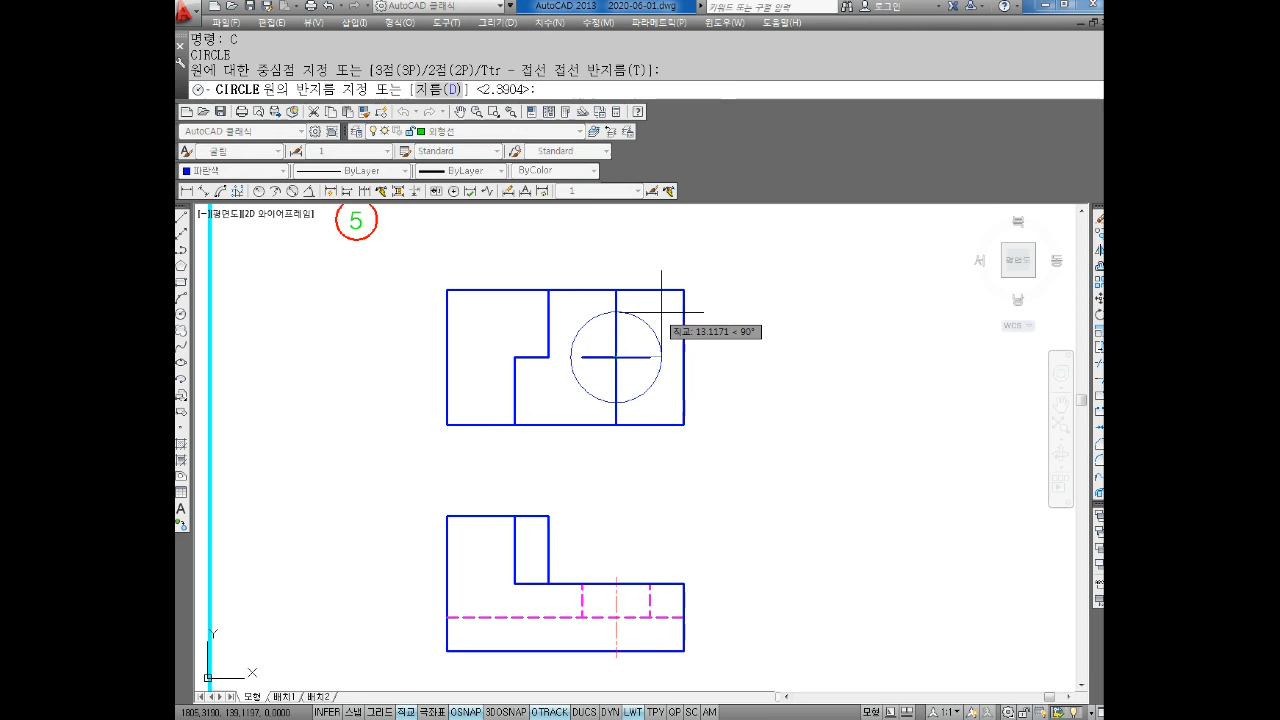 AutoCAD 클래식
AutoCAD 2013 2020-06-01.dwg
키워드 또는 구절 입력
로그인
파일(F) 편집(E) 뷰(V) 삽입(I) 형식(O) 도구(T) 그리기(D) 치수(N) 수정(M) 파라메트릭(P) 윈도우(W) 도움말(H)
명령: C
CIRCLE
원에 대한 중심점 지정 또는 [3점(3P)/2점(2P)/Ttr - 접선 접선 반지름(T)]:
CIRCLE 원의 반지름 지정 또는 [지름(D)] <2.3904>:
AutoCAD 클래식 외형선
굴림 1 Standard Standard
파란색 ByLayer ByLayer ByColor
1
[-][평면도][2D 와이어프레임]
5
북
서 평면도 동
남
WCS
직교: 13.1171 < 90°
Y
X
모형 배치1 배치2
1805,3190, 139,1197, 0,0000 INFER 스냅 그리드 직교 극좌표 OSNAP 3DOSNAP OTRACK DUCS DYN LWT TPY QP SC AM 모형 1:1